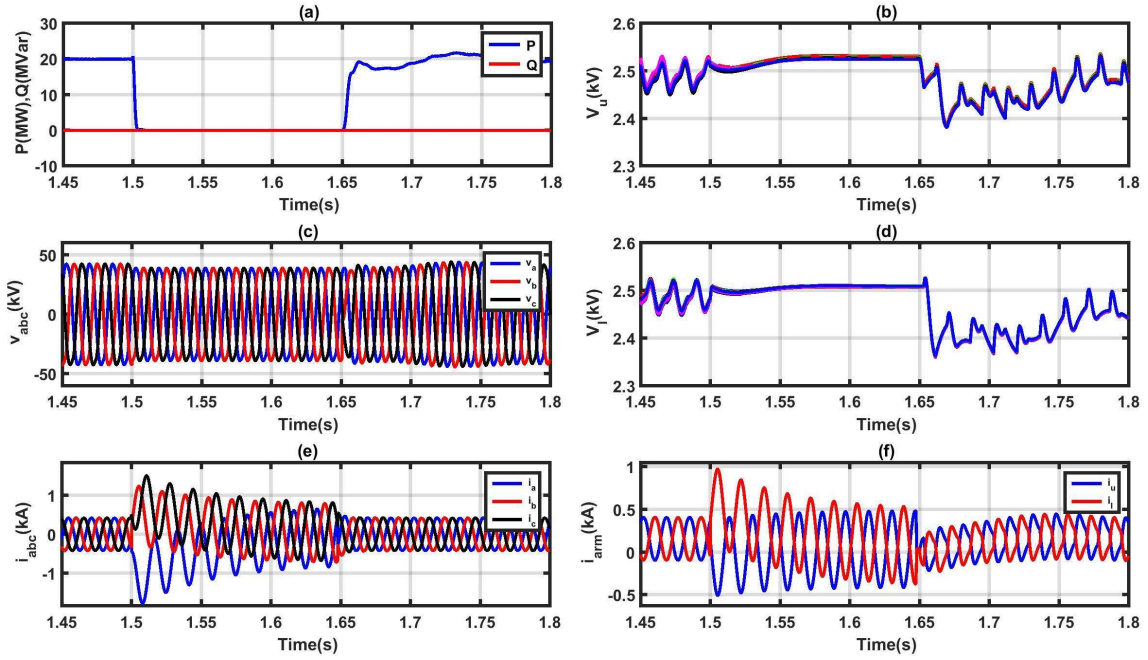 (a)
P(MW),Q(MVar)
30
20
10
0
-10
P
Q
1.45 1.5 1.55 1.6 1.65 1.7 1.75 1.8
Time(s)
(b)
Vu(kV)
2.6
2.5
2.4
2.3
1.45 1.5 1.55 1.6 1.65 1.7 1.75 1.8
Time(s)
(c)
vabc(kV)
50
0
-50
va
vb
vc
1.45 1.5 1.55 1.6 1.65 1.7 1.75 1.8
Time(s)
(d)
Vl(kV)
2.6
2.5
2.4
2.3
1.45 1.5 1.55 1.6 1.65 1.7 1.75 1.8
Time(s)
(e)
iabc(kA)
1
0
-1
ia
ib
ic
1.45 1.5 1.55 1.6 1.65 1.7 1.75 1.8
Time(s)
(f)
iarm(kA)
1
0.5
0
-0.5
iu
il
1.45 1.5 1.55 1.6 1.65 1.7 1.75 1.8
Time(s)